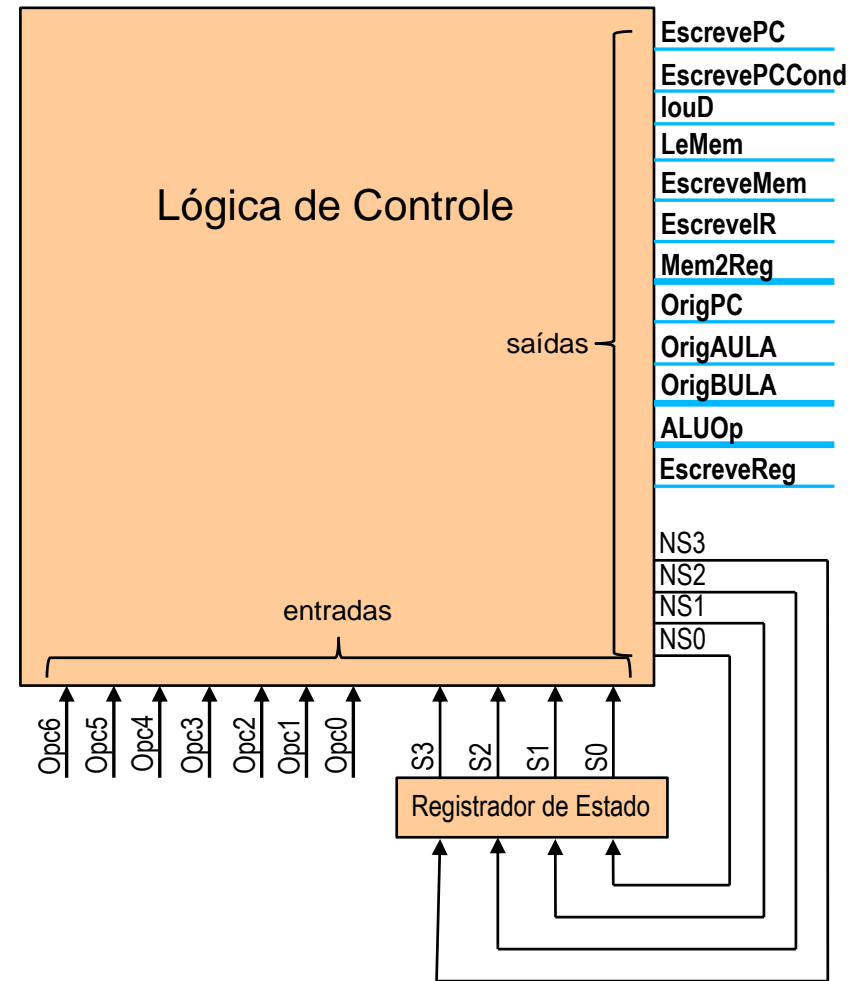 EscrevePC
EscrevePCCond
IouD
LeMem
EscreveMem
EscreveIR
Mem2Reg
OrigPC
OrigAULA
OrigBULA
ALUOp
EscreveReg
Lógica de Controle
saídas
NS3
NS2
NS1
NS0
entradas
Opc6
Opc5
Opc4
Opc3
Opc2
Opc1
Opc0
S3
S2
S1
S0
Registrador de Estado